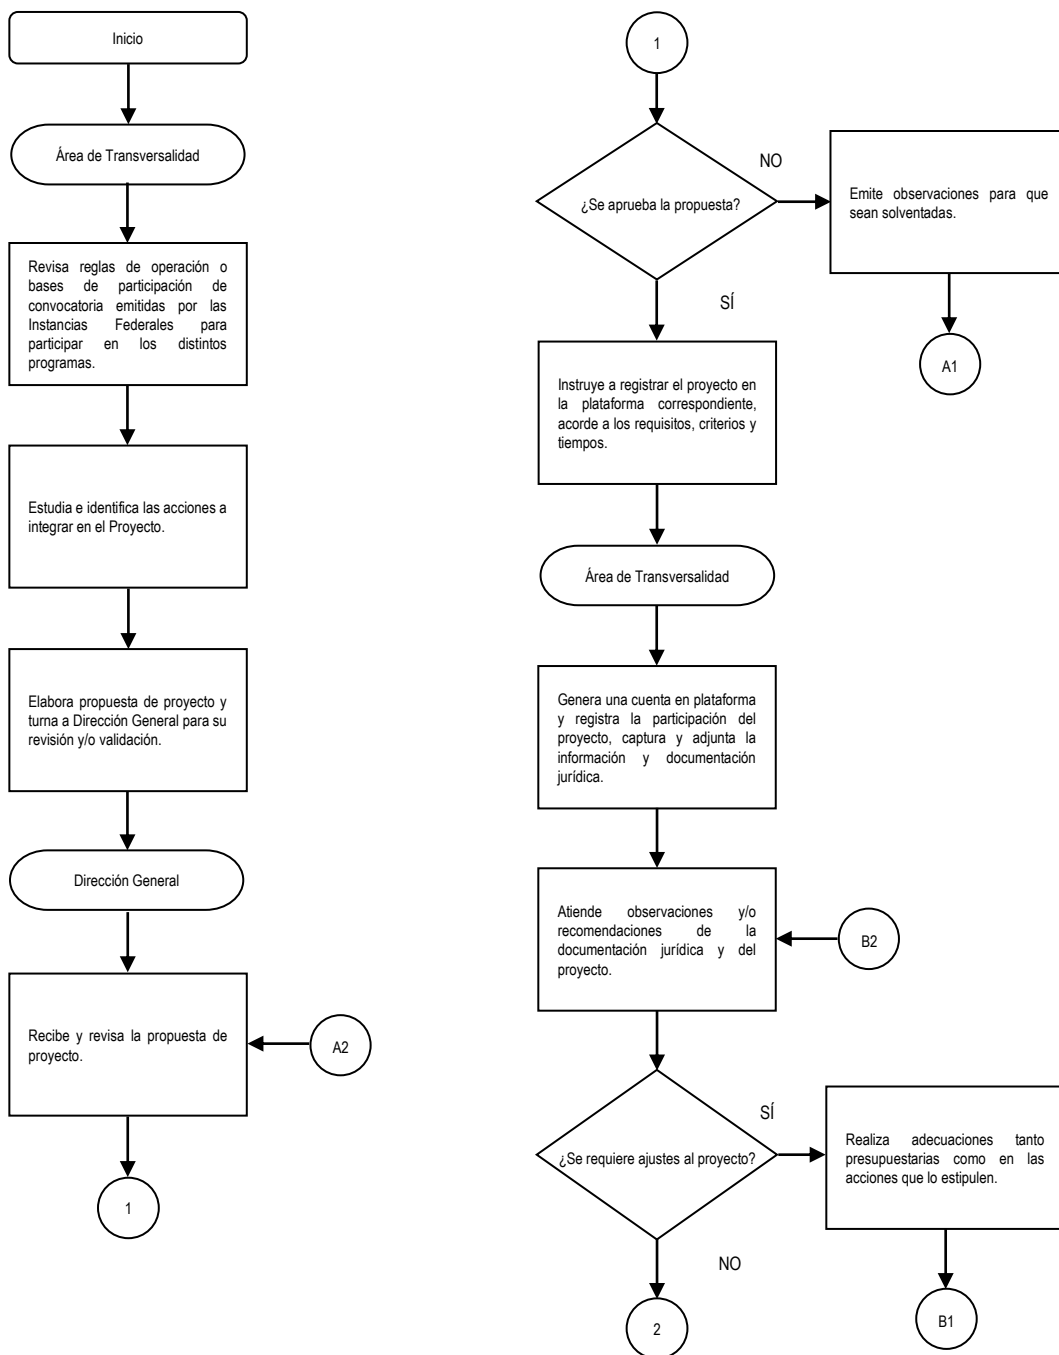 Inicio
Área de Transversalidad
Revisa reglas de operación o
bases de participación de
convocatoria emitidas por las
Instancias Federales para
participar en los distintos
programas.
Estudia e identifica las acciones a
integrar en el Proyecto.
Elabora propuesta de proyecto y
turna a Dirección General para su
revisión y/o validación.
Dirección General
Recibe y revisa la propuesta de
proyecto.
A2
1
1
¿Se aprueba la propuesta?
NO
Emite observaciones para que
sean solventadas.
A1
SÍ
Instruye a registrar el proyecto en
la plataforma correspondiente,
acorde a los requisitos, criterios y
tiempos.
Área de Transversalidad
Genera una cuenta en plataforma
y registra la participación del
proyecto, captura y adjunta la
información y documentación
jurídica.
Atiende observaciones y/o
recomendaciones de la
documentación jurídica y del
proyecto.
B2
¿Se requiere ajustes al proyecto?
SÍ
Realiza adecuaciones tanto
presupuestarias como en las
acciones que lo estipulen.
B1
NO
2